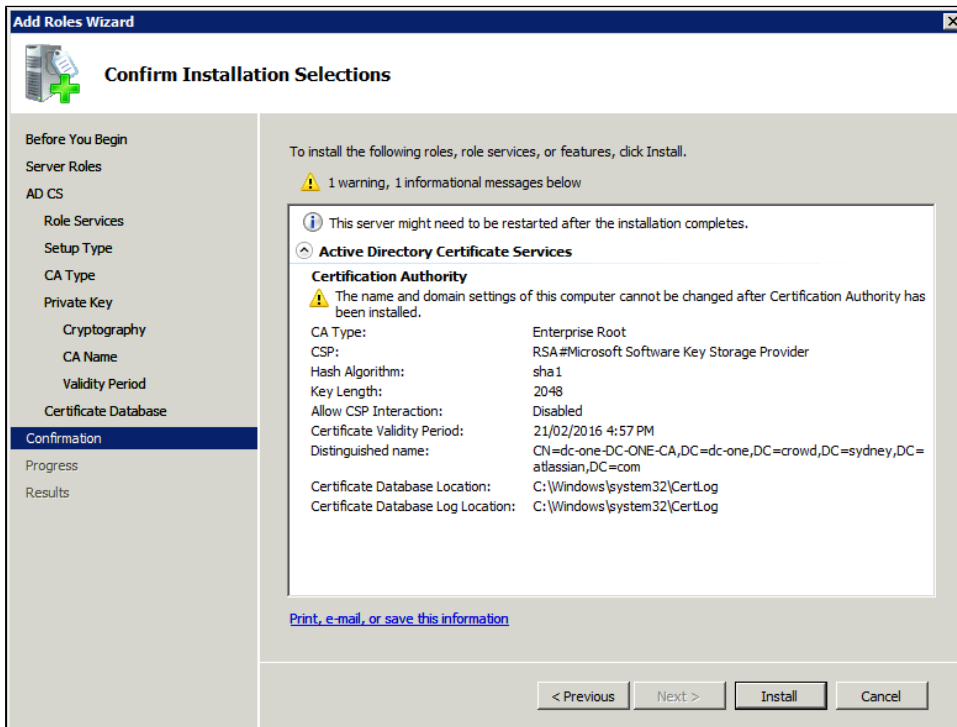 Add Roles Wizard
Confirm Installation Selections
Before You Begin
Server Roles
AD CS
Role Services
Setup Type
CA Type
Private Key
Cryptography
CA Name
Validity Period
Certificate Database
Confirmation
Progress
Results
To install the following roles, role services, or features, click Install.
1 warning, 1 informational messages below
This server might need to be restarted after the installation completes.
Active Directory Certificate Services
Certification Authority
The name and domain settings of this computer cannot be changed after Certification Authority has
been installed.
CA Type: Enterprise Root
CSP: RSA#Microsoft Software Key Storage Provider
Hash Algorithm: sha1
Key Length: 2048
Allow CSP Interaction: Disabled
Certificate Validity Period: 21/02/2016 4:57 PM
Distinguished name: CN=dc-one-DC-ONE-CA,DC=dc-one,DC=crowd,DC=sydney,DC=
atlassian,DC=com
Certificate Database Location: C:\Windows\system32\CertLog
Certificate Database Log Location: C:\Windows\system32\CertLog
Print, e-mail, or save this information
< Previous Next > Install Cancel